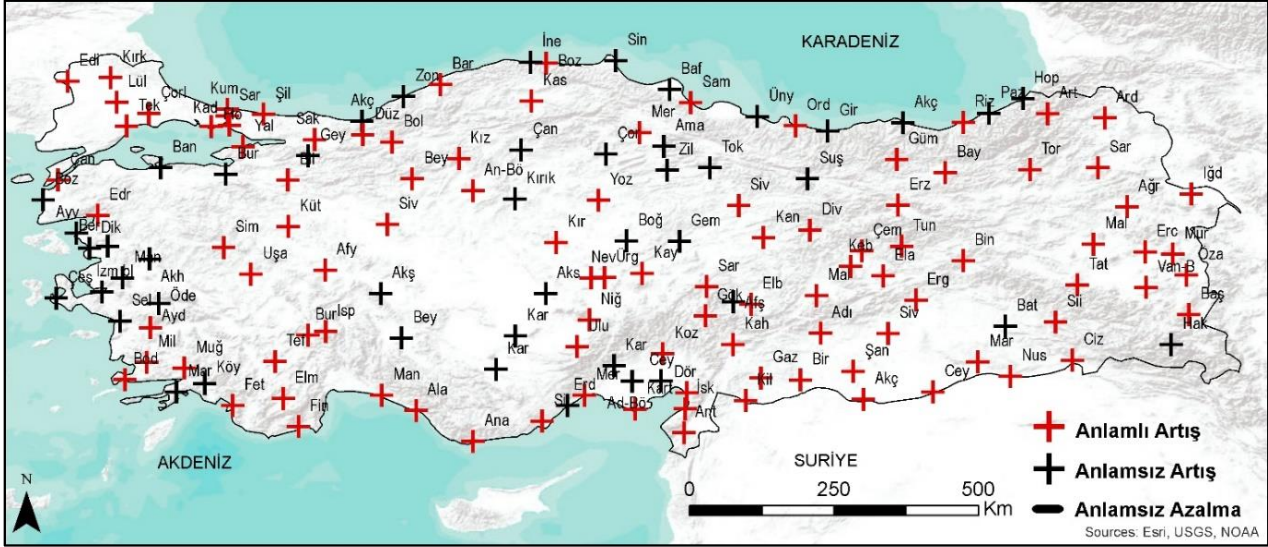 İne
Sin
KARADENİZ
Edi
Kırk
Bar
Boz
Zon
Kas
Baf
Sam
Hop
Lül
Çorl
Kum
Sar
Şil
Akç
Paz
Art
Ard
Tek
Kad
Düz
Mer
Üny
Ord
Gir
Akç
Riz
Yal
Sak
Gey
Bol
Çan
Çor
Ama
Güm
Ban
Bur
Kız
Zil
Tok
Suş
Bay
Tor
Sar
Çan
Boz
Bey
An-Bö
Kırık
Yoz
Siv
Erz
Iğd
Edr
Küt
Siv
Ağr
Ayv
Kır
Boğ
Gem
Kan
Div
Tun
Mal
Dik
Sim
Çem
Erc
Mur
Uşa
Afy
Kay
Keb
Ela
Bin
Van-B
Öza
Man
Akh
Akş
Aks
Nev
Ürg
Mal
Tat
Çeş
İzm
Sar
Elb
Erg
Sel
Öde
Niğ
Gök
Afş
Sii
Baş
Ayd
Bur
Isp
Bey
Kar
Ulu
Koz
Kah
Adı
Siv
Bat
Hak
Mil
Tef
Kar
Kar
Cey
Mar
Ciz
Bod
Muğ
Köy
Gaz
Bir
Şan
Nus
Mar
Fet
Elm
Man
Ala
Mer
Dör
Kil
Cey
Fin
Erd
Kar
İsk
Akç
Ana
Sil
Ad-Bö
Ant
AKDENİZ
SURİYE
Anlamlı Artış
Anlamsız Artış
Anlamsız Azalma
N
0 250 500
Km
Sources: Esri, USGS, NOAA